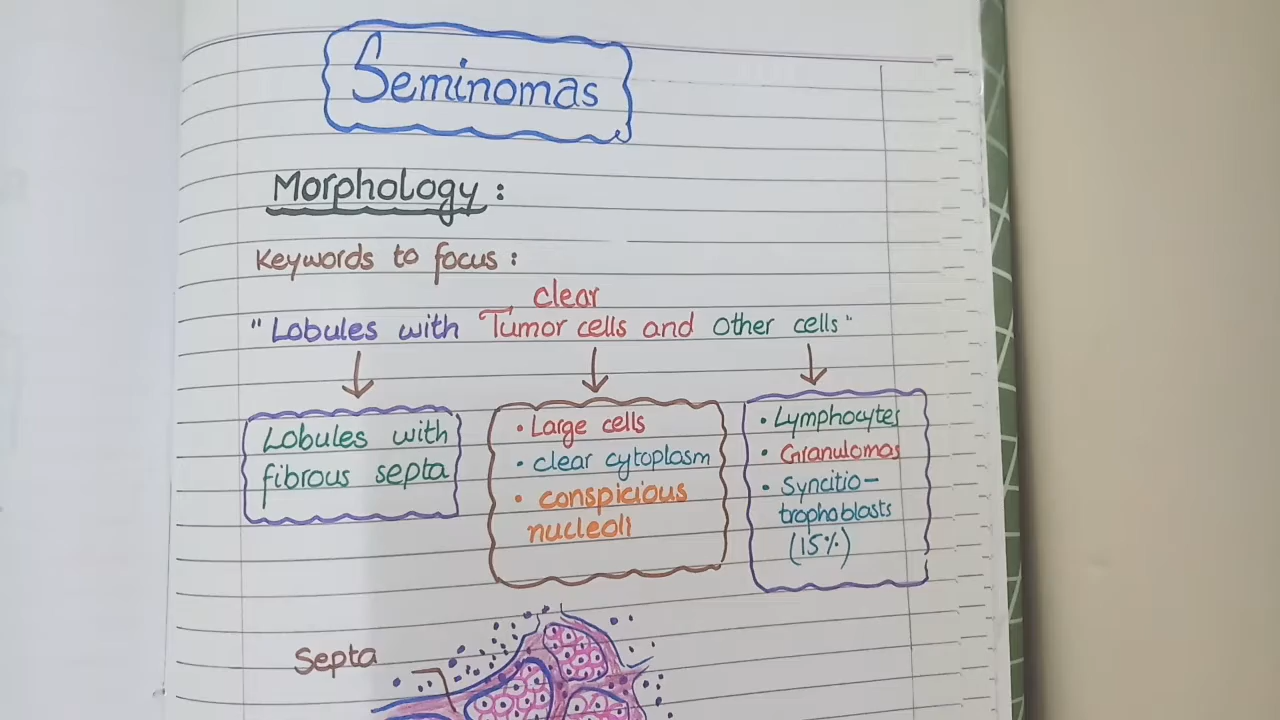 Seminomas
Morphology :
Keywords to focus :
clear
"Lobules with Tumor cells and other cells"
Lobules with
fibrous septa
• Large cells
• clear cytoplasm
• conspicious
nucleoli
• Lymphocytes
• Granulomas
• Syncitio-
trophoblasts
(15%)
Septa